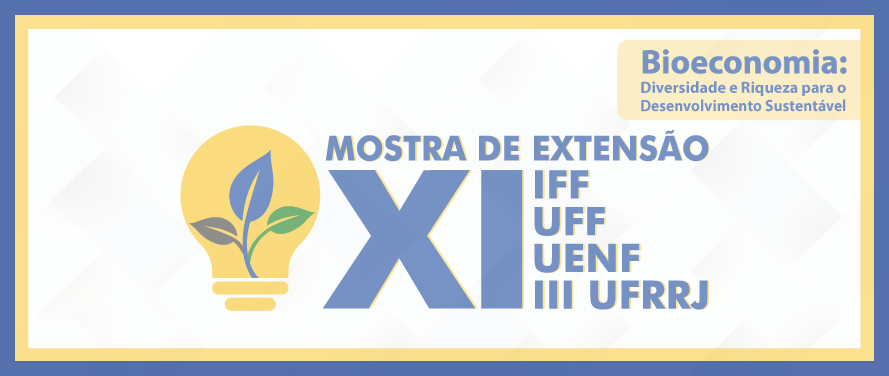 Bioeconomia:
Diversidade e Riqueza para o
Desenvolvimento Sustentável
MOSTRA DE EXTENSÃO
XI
IFF
UFF
UENF
III UFRRJ